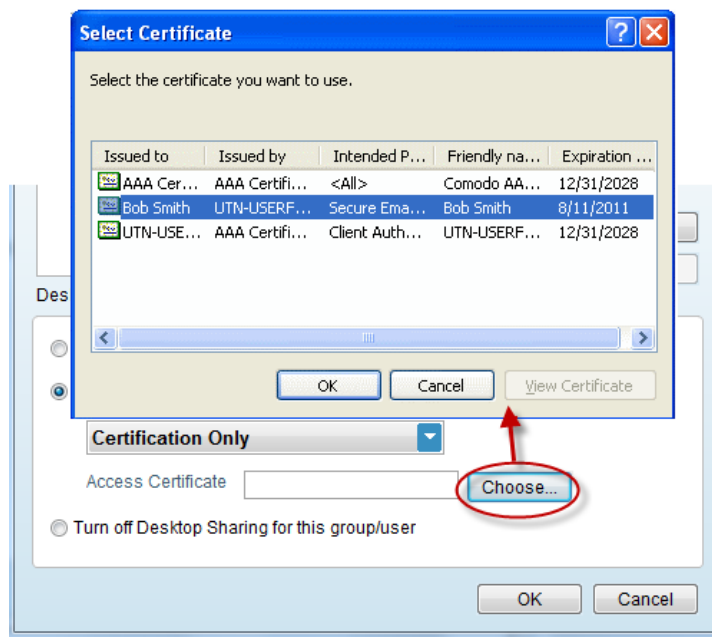 Select Certificate
Select the certificate you want to use.
Issued to Issued by Intended P... Friendly na... Expiration ...
AAA Cer... AAA Certifi... <All> Comodo AA... 12/31/2028
Bob Smith UTN-USERF... Secure Ema... Bob Smith 8/11/2011
UTN-USE... AAA Certifi... Client Auth... UTN-USERF... 12/31/2028
OK Cancel View Certificate
Des
Certification Only
Access Certificate Choose...
Turn off Desktop Sharing for this group/user
OK Cancel